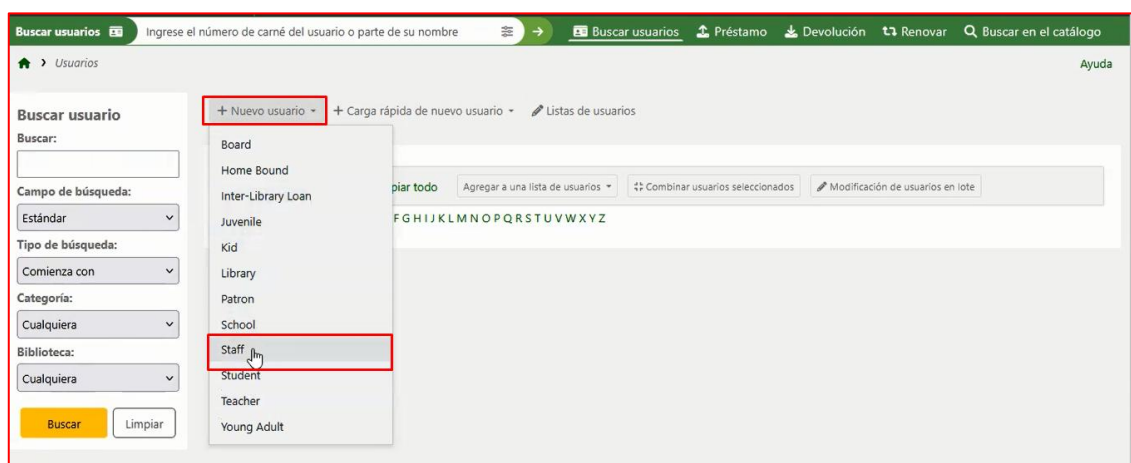 Buscar usuarios Ingrese el número de carné del usuario o parte de su nombre Buscar usuarios Préstamo Devolución Renovar Buscar en el catálogo
Usuarios Ayuda
Buscar usuario
Buscar:
Campo de búsqueda:
Estándar
Tipo de búsqueda:
Comienza con
Categoría:
Cualquiera
Biblioteca:
Cualquiera
Buscar Limpiar
+ Nuevo usuario + Carga rápida de nuevo usuario Listas de usuarios
Board
Home Bound
Inter-Library Loan
Juvenile
Kid
Library
Patron
School
Staff
Student
Teacher
Young Adult
piar todo Agregar a una lista de usuarios Combinar usuarios seleccionados Modificación de usuarios en lote
F G H I J K L M N O P Q R S T U V W X Y Z